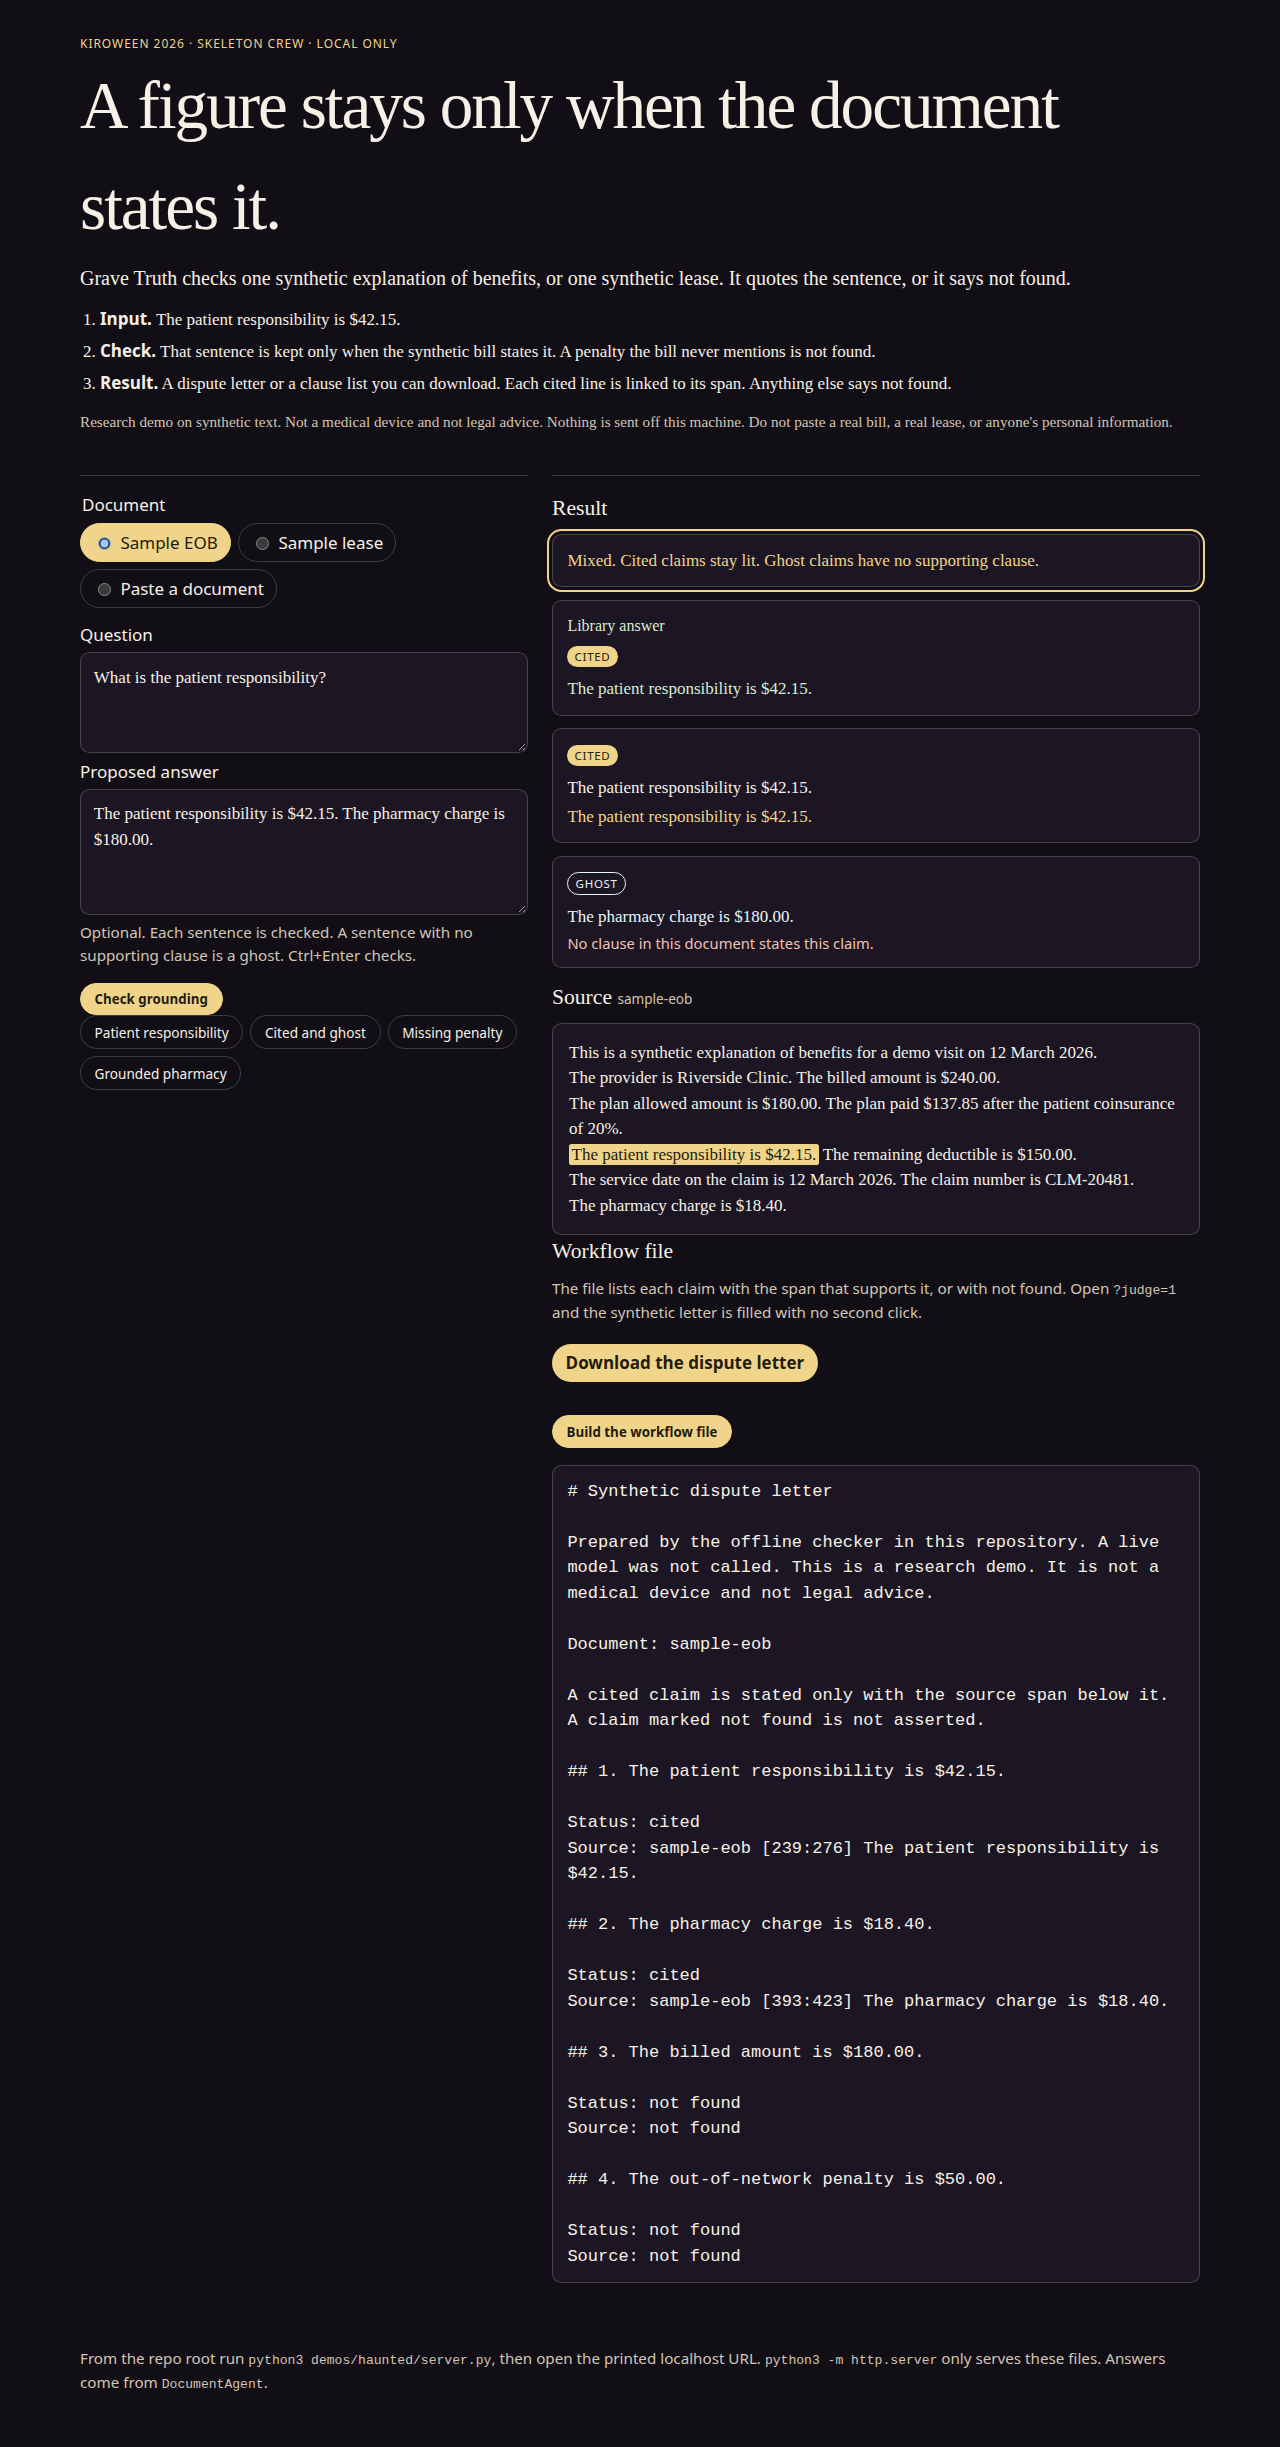 KIROWEEN 2026 · SKELETON CREW · LOCAL ONLY
A figure stays only when the document
states it.
Grave Truth checks one synthetic explanation of benefits, or one synthetic lease. It quotes the sentence, or it says not found.
1. Input. The patient responsibility is $42.15.
2. Check. That sentence is kept only when the synthetic bill states it. A penalty the bill never mentions is not found.
3. Result. A dispute letter or a clause list you can download. Each cited line is linked to its span. Anything else says not found.
Research demo on synthetic text. Not a medical device and not legal advice. Nothing is sent off this machine. Do not paste a real bill, a real lease, or anyone's personal information.
Document
Sample EOB
Sample lease
Paste a document
Question
What is the patient responsibility?
Proposed answer
The patient responsibility is $42.15. The pharmacy charge is
$180.00.
Optional. Each sentence is checked. A sentence with no
supporting clause is a ghost. Ctrl+Enter checks.
Check grounding
Patient responsibility
Cited and ghost
Missing penalty
Grounded pharmacy
Result
Mixed. Cited claims stay lit. Ghost claims have no supporting clause.
Library answer
CITED
The patient responsibility is $42.15.
CITED
The patient responsibility is $42.15.
The patient responsibility is $42.15.
GHOST
The pharmacy charge is $180.00.
No clause in this document states this claim.
Source sample-eob
This is a synthetic explanation of benefits for a demo visit on 12 March 2026.
The provider is Riverside Clinic. The billed amount is $240.00.
The plan allowed amount is $180.00. The plan paid $137.85 after the patient coinsurance
of 20%.
The patient responsibility is $42.15. The remaining deductible is $150.00.
The service date on the claim is 12 March 2026. The claim number is CLM-20481.
The pharmacy charge is $18.40.
Workflow file
The file lists each claim with the span that supports it, or with not found. Open ?judge=1
and the synthetic letter is filled with no second click.
Download the dispute letter
Build the workflow file
# Synthetic dispute letter
Prepared by the offline checker in this repository. A live
model was not called. This is a research demo. It is not a
medical device and not legal advice.
Document: sample-eob
A cited claim is stated only with the source span below it.
A claim marked not found is not asserted.
## 1. The patient responsibility is $42.15.
Status: cited
Source: sample-eob [239:276] The patient responsibility is
$42.15.
## 2. The pharmacy charge is $18.40.
Status: cited
Source: sample-eob [393:423] The pharmacy charge is $18.40.
## 3. The billed amount is $180.00.
Status: not found
Source: not found
## 4. The out-of-network penalty is $50.00.
Status: not found
Source: not found
From the repo root run python3 demos/haunted/server.py, then open the printed localhost URL. python3 -m http.server only serves these files. Answers
come from DocumentAgent.